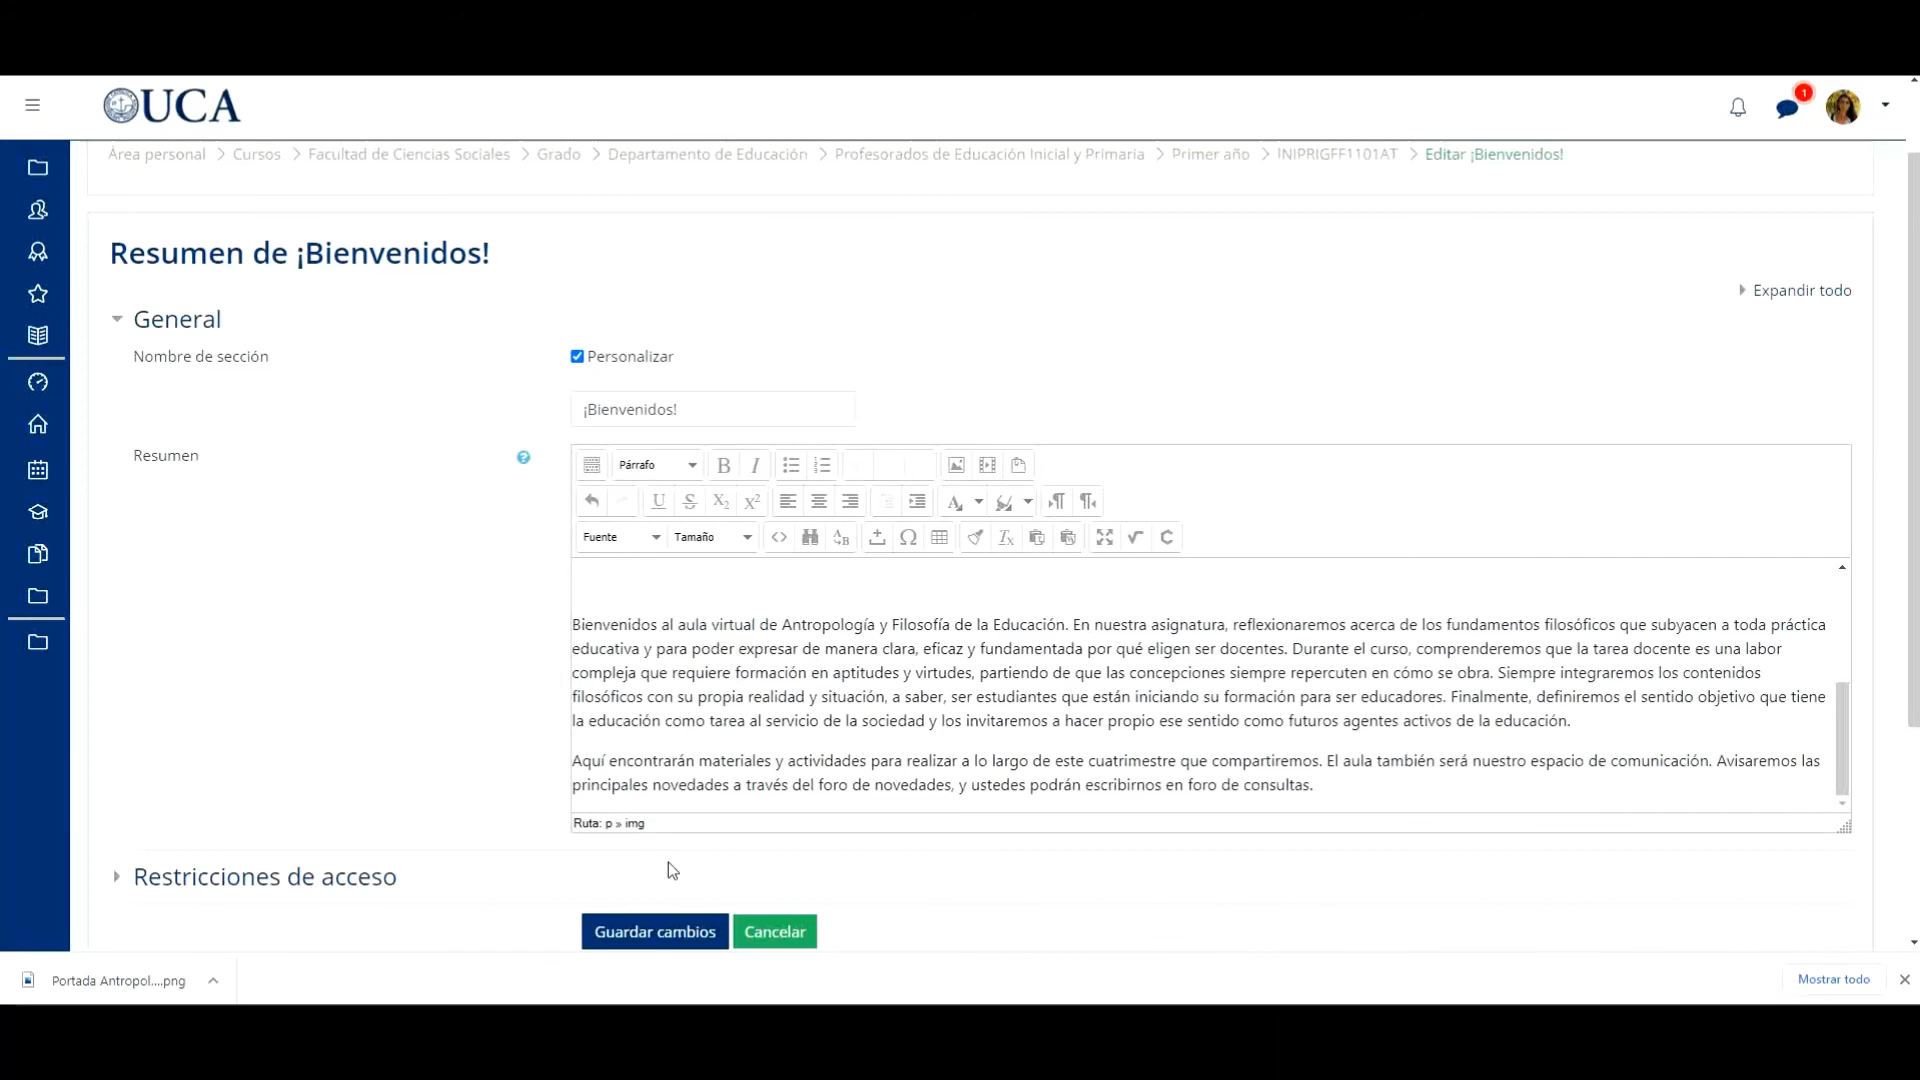 UCA
1
Área personal > Cursos > Facultad de Ciencias Sociales > Grado > Departamento de Educación > Profesorados de Educación Inicial y Primaria > Primer año > INIPRIGFF1101AT > Editar ¡Bienvenidos!
Resumen de ¡Bienvenidos!
Expandir todo
General
Nombre de sección
Personalizar
¡Bienvenidos!
Resumen
Párrafo
Fuente
Tamaño
Bienvenidos al aula virtual de Antropología y Filosofía de la Educación. En nuestra asignatura, reflexionaremos acerca de los fundamentos filosóficos que subyacen a toda práctica
educativa y para poder expresar de manera clara, eficaz y fundamentada por qué eligen ser docentes. Durante el curso, comprenderemos que la tarea docente es una labor
compleja que requiere formación en aptitudes y virtudes, partiendo de que las concepciones siempre repercuten en cómo se obra. Siempre integraremos los contenidos
filosóficos con su propia realidad y situación, a saber, ser estudiantes que están iniciando su formación para ser educadores. Finalmente, definiremos el sentido objetivo que tiene
la educación como tarea al servicio de la sociedad y los invitaremos a hacer propio ese sentido como futuros agentes activos de la educación.
Aquí encontrarán materiales y actividades para realizar a lo largo de este cuatrimestre que compartiremos. El aula también será nuestro espacio de comunicación. Avisaremos las
principales novedades a través del foro de novedades, y ustedes podrán escribirnos en foro de consultas.
Ruta: p » img
Restricciones de acceso
Guardar cambios
Cancelar
Portada Antropol....png
Mostrar todo